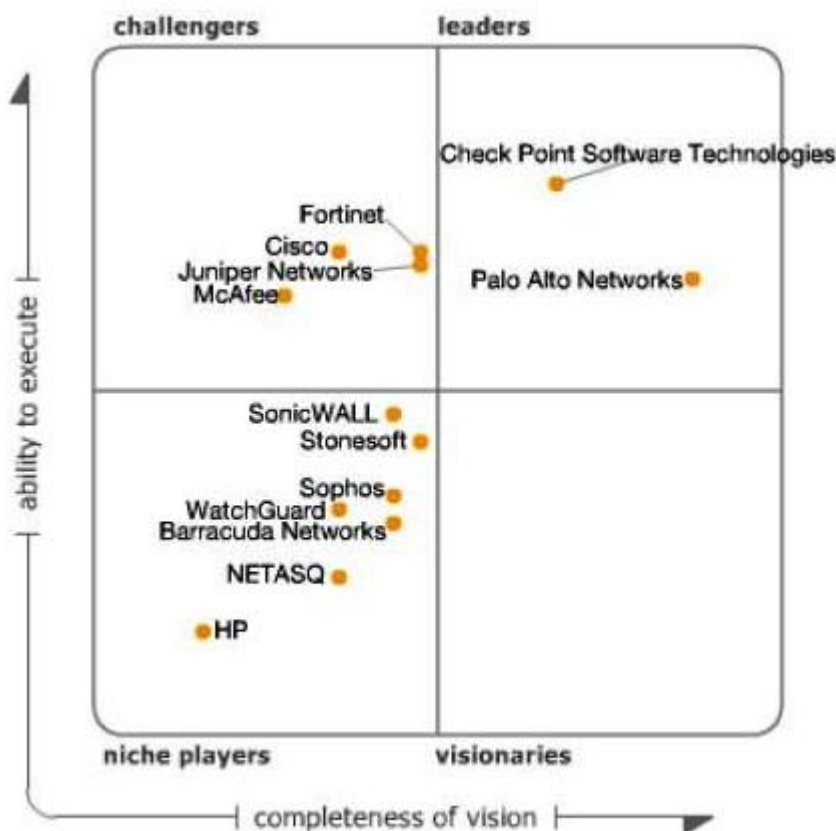 challengers
leaders
Check Point Software Technologies
Fortinet
Cisco
Juniper Networks
McAfee
Palo Alto Networks
ability to execute
SonicWALL
Stonesoft
Sophos
WatchGuard
Barracuda Networks
NETASQ
HP
niche players
visionaries
completeness of vision